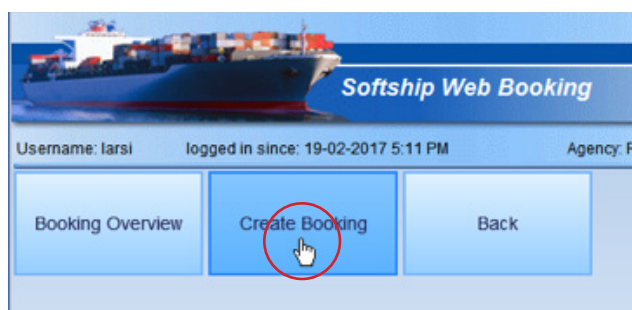 Softship Web Booking
Username: larsi logged in since: 19-02-2017 5:11 PM Agency:
Booking Overview Create Booking Back